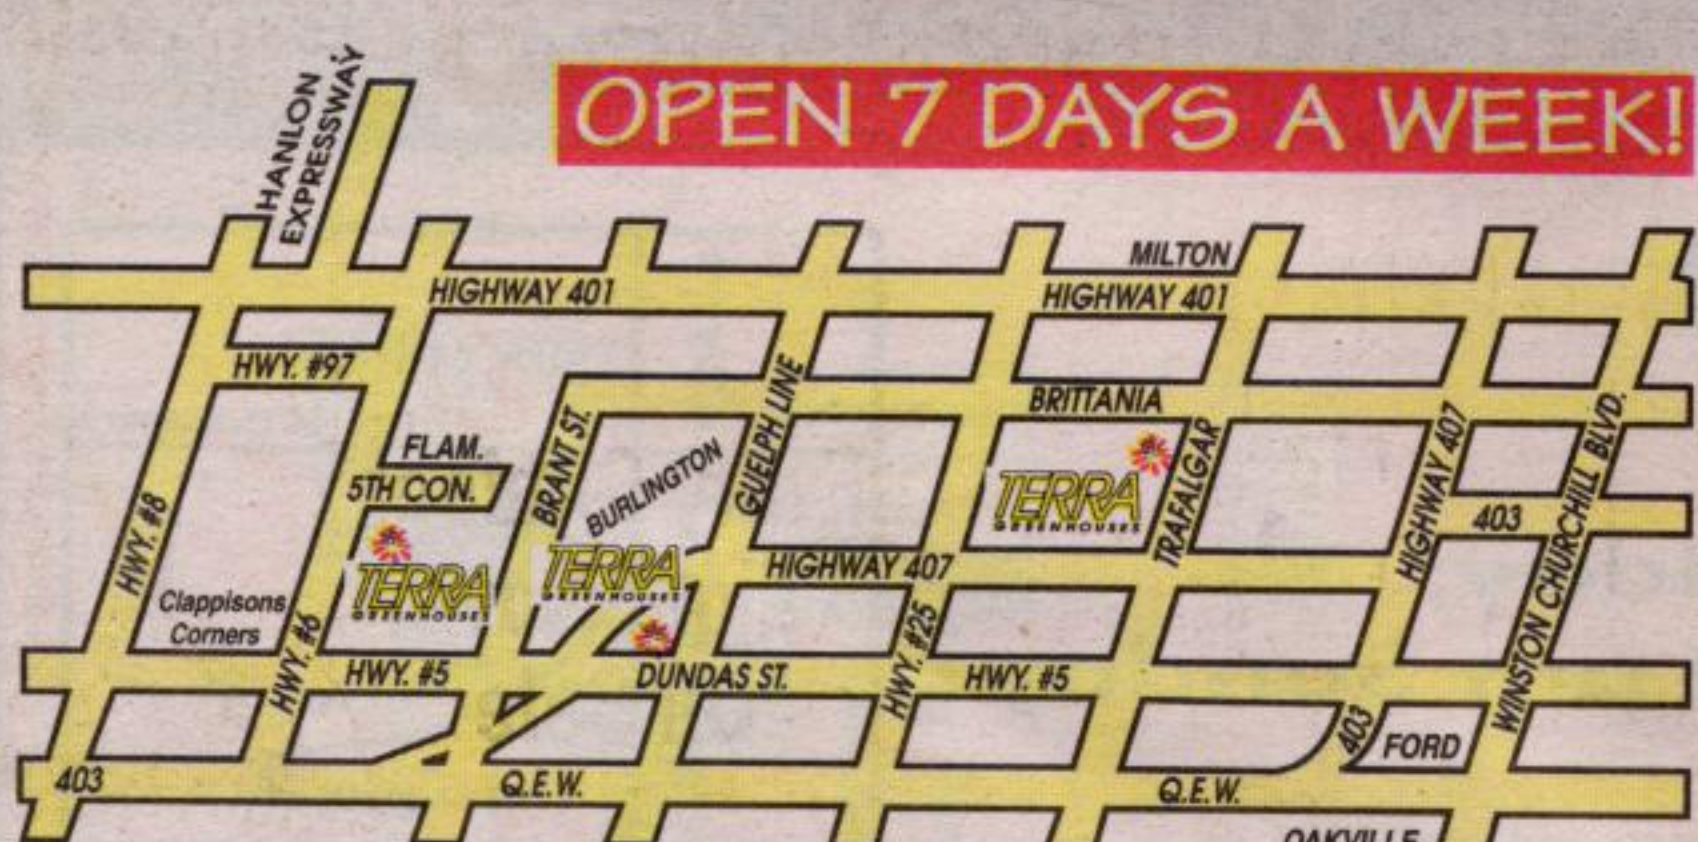 OPEN 7 DAYS A WEEK!
HANLON
EXPRESSWAY
MILTON
HIGHWAY 401
HIGHWAY 401
HWY. #97
BRITTANIA
FLAM.
5TH CON.
BRANT ST.
BURLINGTON
GUELPH LINE
TERRA
GREENHOUSES
TRAFALGAR
HIGHWAY 407
WINSTON CHURCHILL BLVD.
403
HWY. #8
TERRA
GREENHOUSES
TERRA
GREENHOUSES
HIGHWAY 407
Clappisons
Corners
HWY. #6
HWY. #5
DUNDAS ST.
HWY. #25
HWY. #5
403
FORD
403
Q.E.W.
Q.E.W.
OAKVILLE